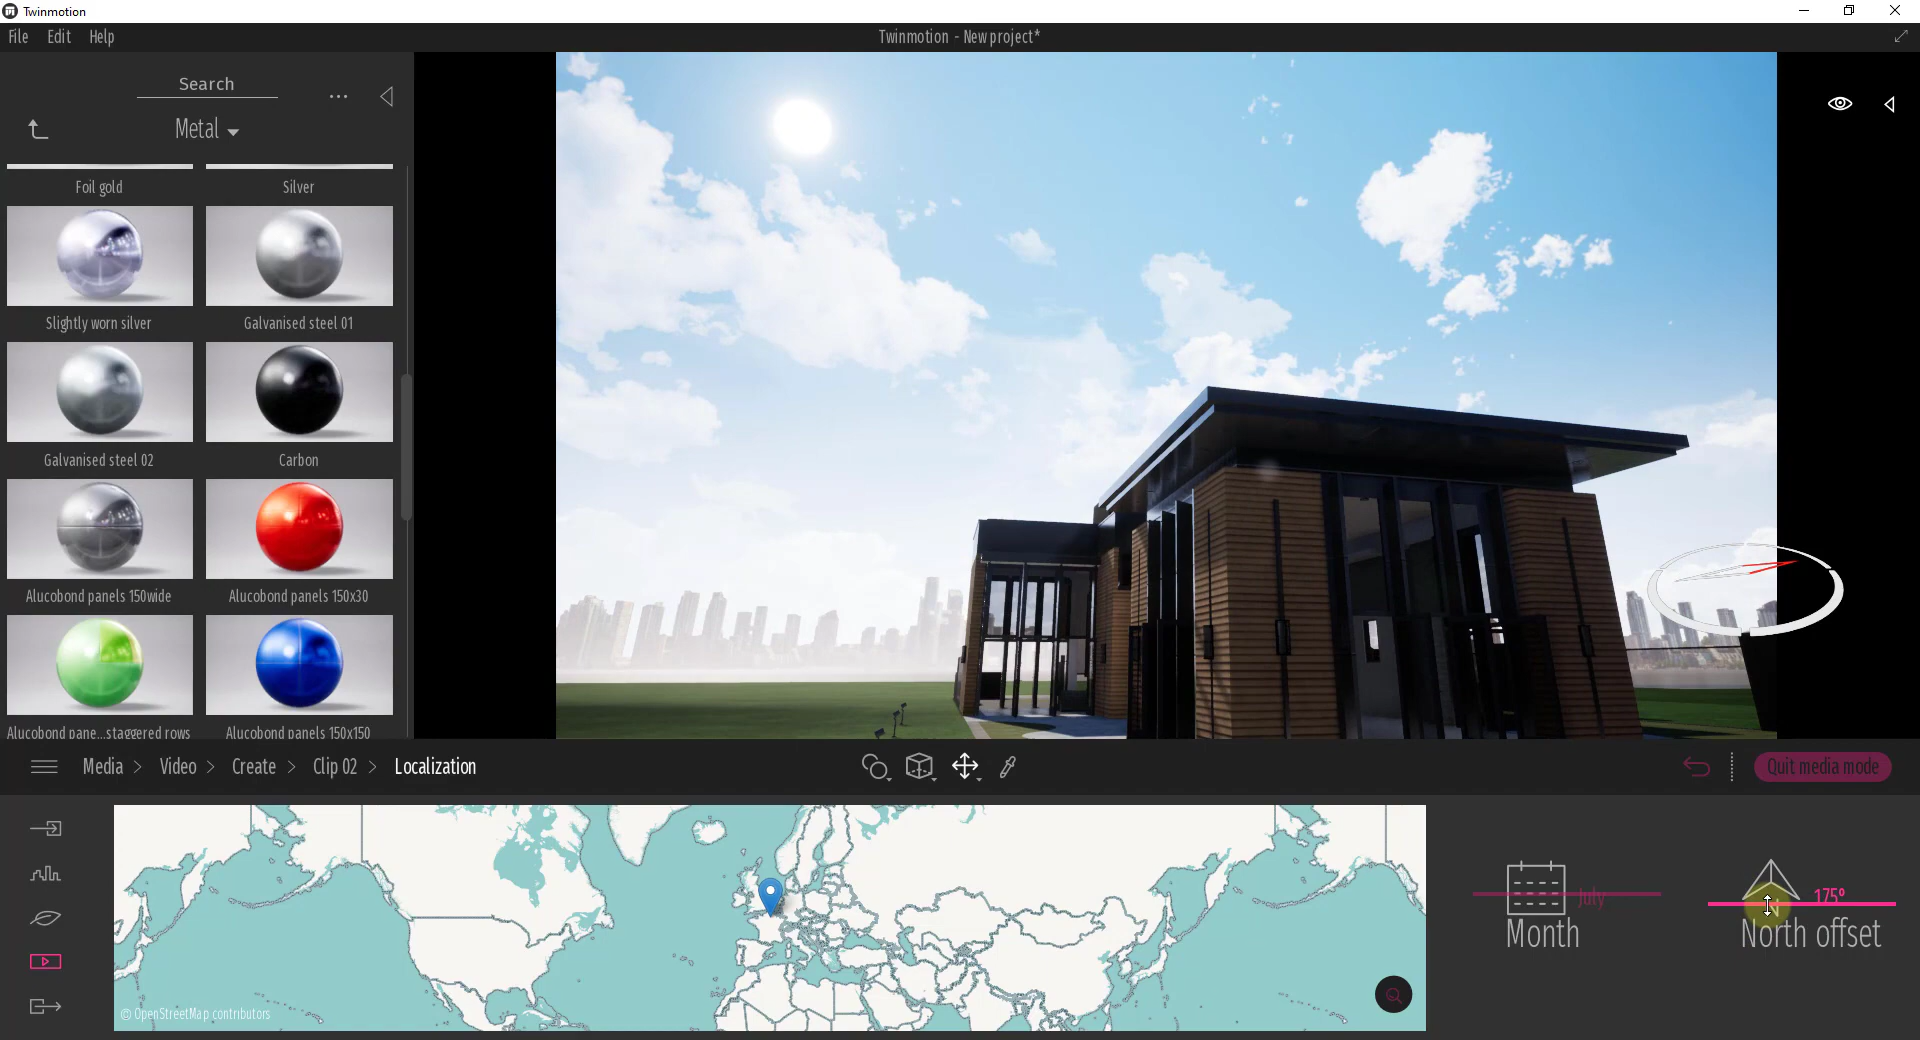 Twinmotion
File Edit Help
Twinmotion - New project*
Search
Metal
Foil gold
Silver
Slightly worn silver
Galvanised steel 01
Galvanised steel 02
Carbon
Alucobond panels 150wide
Alucobond panels 150x30
Alucobond pane...staggered rows
Alucobond panels 150x150
Media > Video > Create > Clip 02 > Localization
Quit media mode
July
Month
175°
North offset
© OpenStreetMap contributors